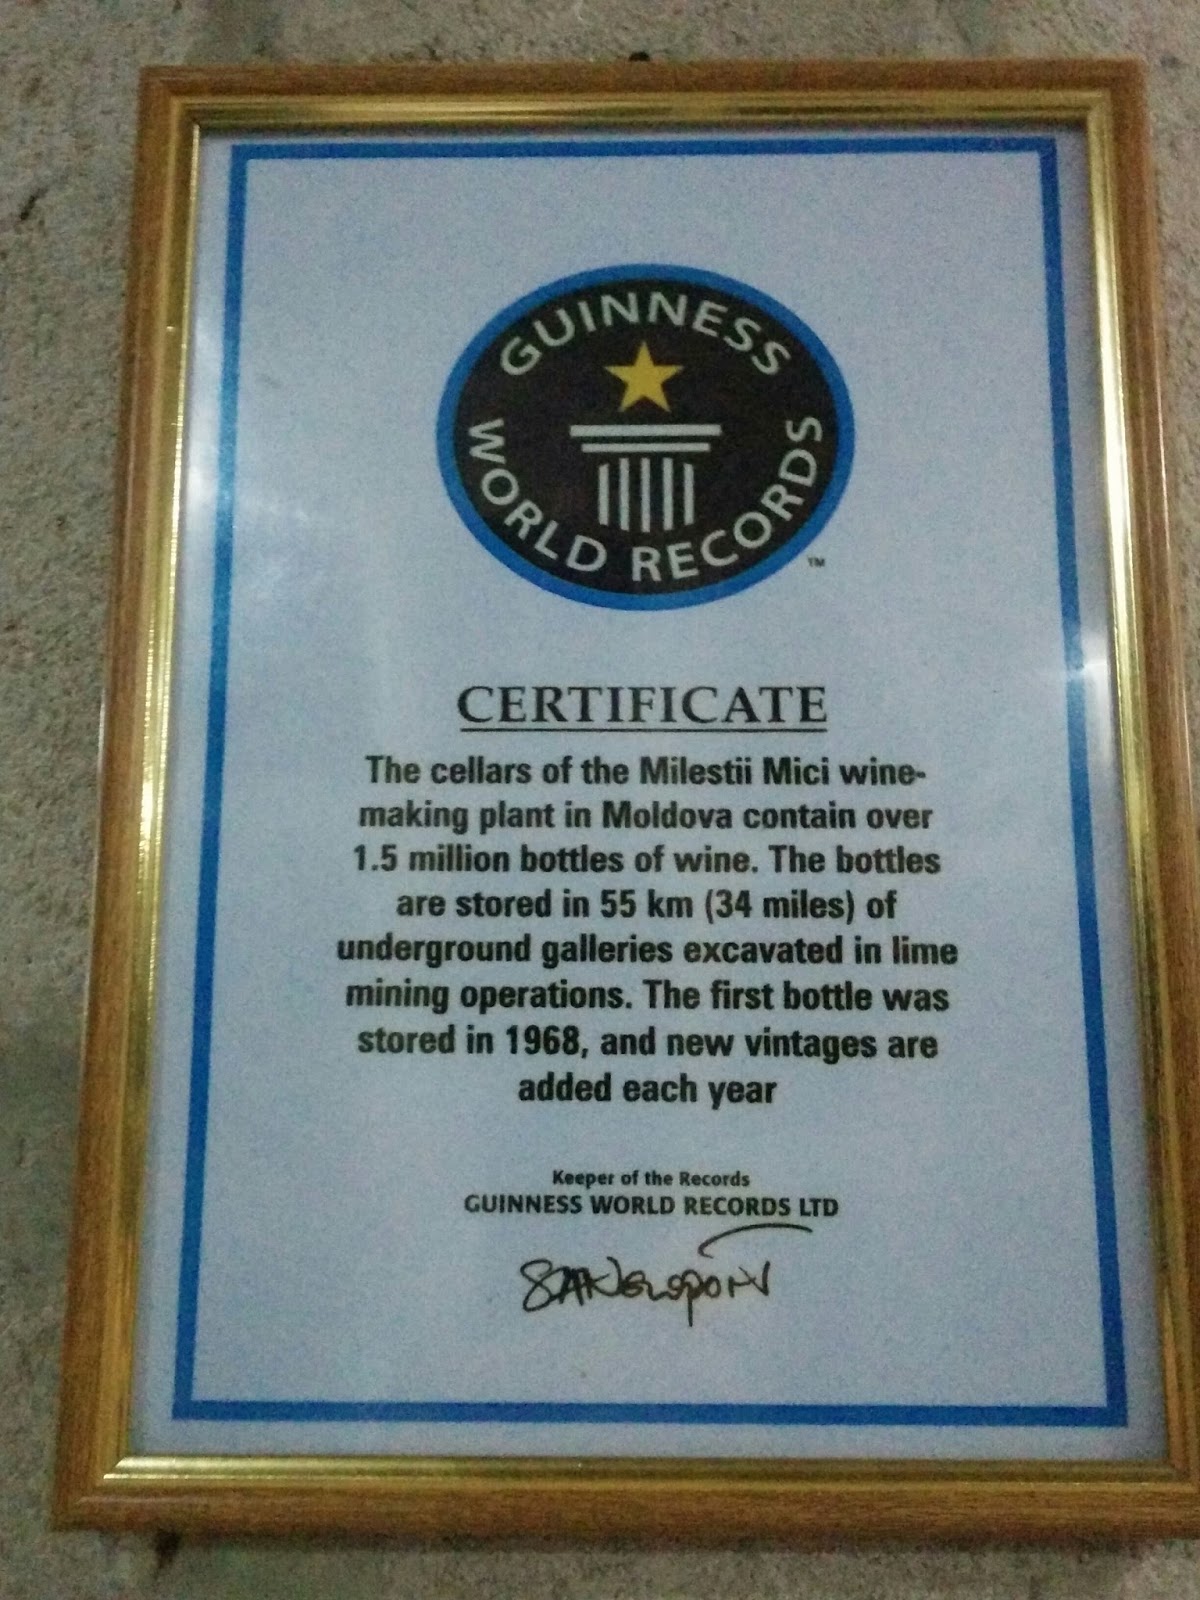 GUINNESS
WORLD RECORDS
™
CERTIFICATE
The cellars of the Milestii Mici wine-
making plant in Moldova contain over
1.5 million bottles of wine. The bottles
are stored in 55 km (34 miles) of
underground galleries excavated in lime
mining operations. The first bottle was
stored in 1968, and new vintages are
added each year
Keeper of the Records
GUINNESS WORLD RECORDS LTD